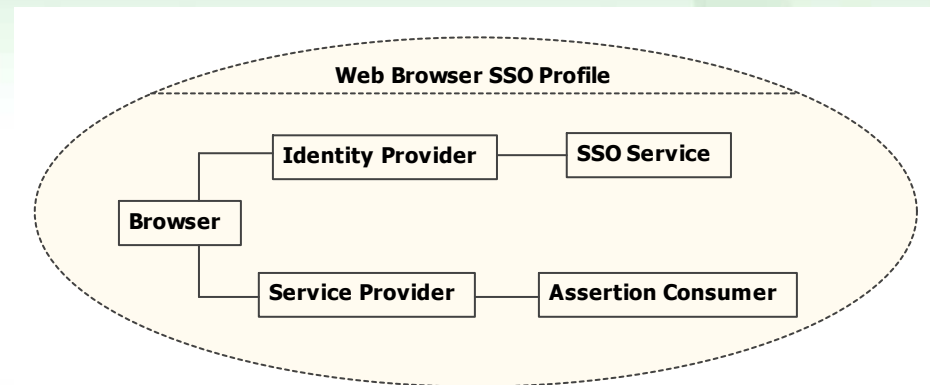 Web Browser SSO Profile
Identity Provider
SSO Service
Browser
Service Provider
Assertion Consumer